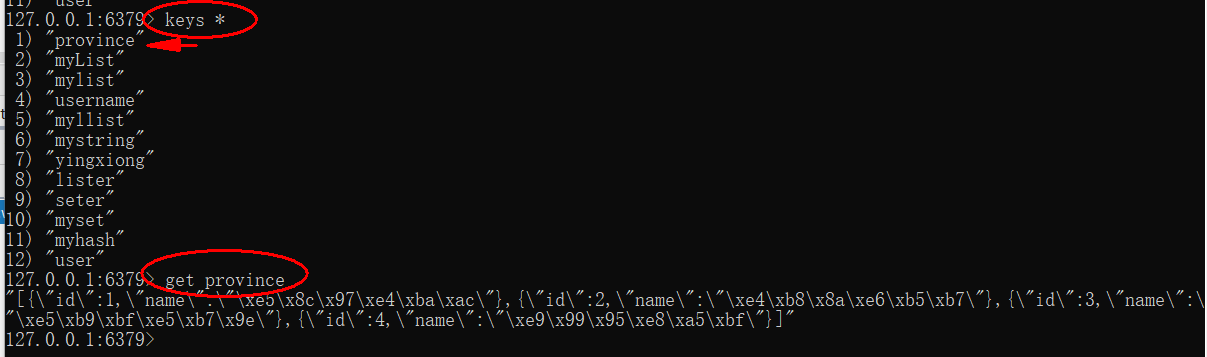 11) "user"
127.0.0.1:6379> keys *
1) "province"
2) "myList"
3) "mylist"
4) "username"
5) "myllist"
6) "mystring"
7) "yingxiong"
8) "lister"
9) "seter"
10) "myset"
11) "myhash"
12) "user"
127.0.0.1:6379> get province
"[{\"id\":1,\"name\":\"\xe5\x8c\x97\xe4\xba\xac\"},{\"id\":2,\"name\":\"\xe4\xb8\x8a\xe6\xb5\xb7\"},{\"id\":3,\"name\":\
"\xe5\xb9\xbf\xe5\xb7\x9e\"},{\"id\":4,\"name\":\"\xe9\x99\x95\xe8\xa5\xbf\"}]"
127.0.0.1:6379>